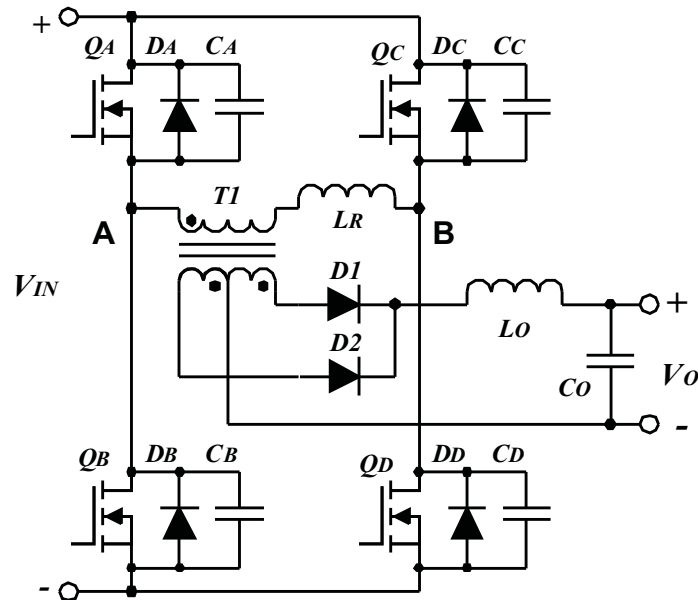 +
QA DA CA
QC DC CC
T1
LR
A
B
VIN
D1
D2
LO
+
CO
VO
-
QB DB CB
QD DD CD
-